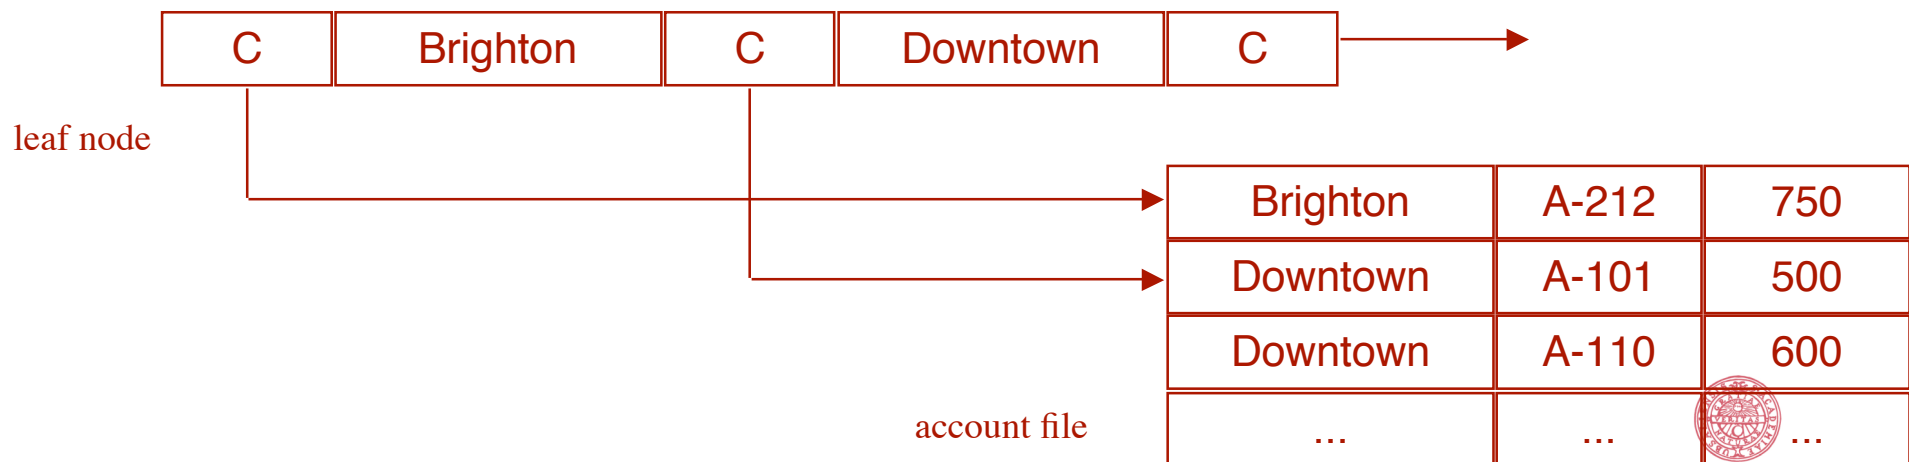 C Brighton C Downtown C
leaf node
Brighton A-212 750
Downtown A-101 500
Downtown A-110 600
account file
... ... ...